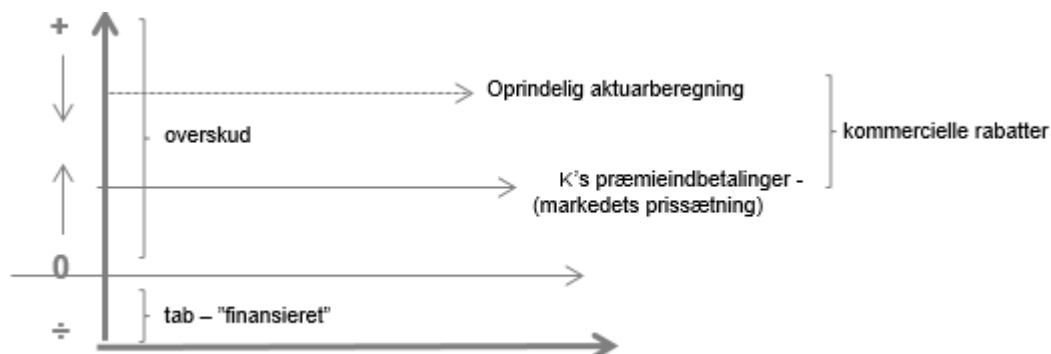 +
Oprindelig aktuarberegning
overskud
kommercielle rabatter
K's præmieindbetalinger -
(markedets prissætning)
0
tab – ”finansieret”
÷